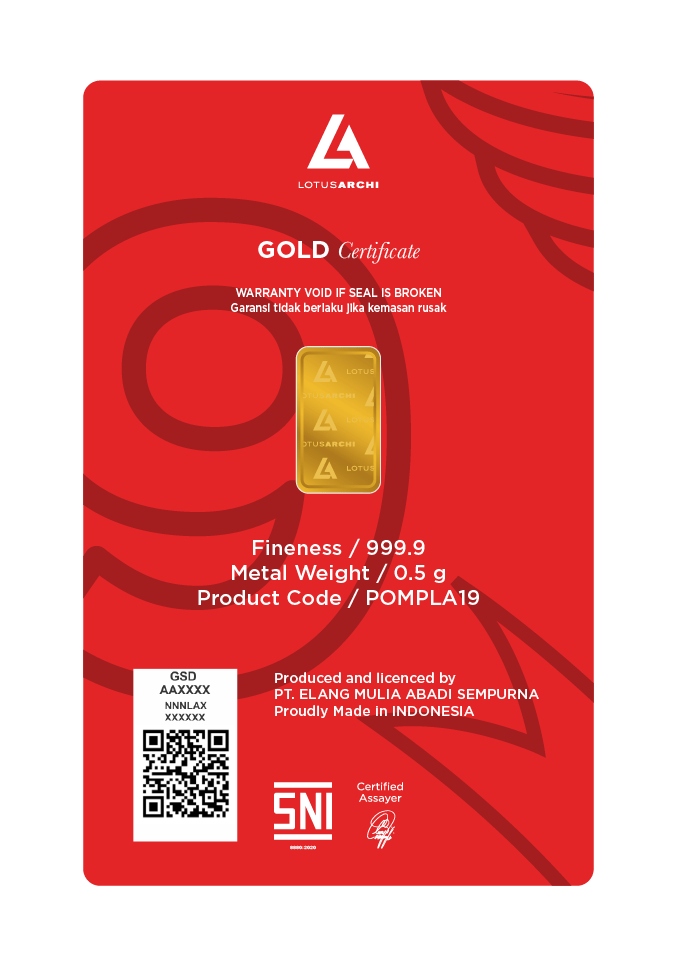 LOTUSARCHI
GOLD Certificate
WARRANTY VOID IF SEAL IS BROKEN
Garansi tidak berlaku jika kemasan rusak
LOTUS
LOTUSARCHI
LOTUS
OTUSARCHI
LOTUS
Fineness / 999.9
Metal Weight / 0.5 g
Product Code / POMPLA19
GSD
AAXXXX
NNNLAX
XXXXXX
Produced and licenced by
PT. ELANG MULIA ABADI SEMPURNA
Proudly Made in INDONESIA
SNI
Certified
Assayer